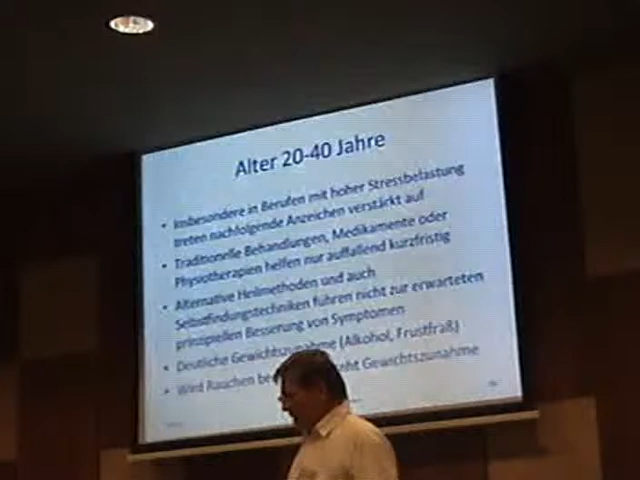 Alter 20-40 Jahre
• Insbesondere in Berufen mit hoher Stressbelastung
treten nachfolgende Anzeichen verstärkt auf
• Traditionelle Behandlungen, Medikamente oder
Physiotherapien helfen nur auffallend kurzfristig
• Alternative Heilmethoden und auch
Selbstfindungstechniken führen nicht zur erwarteten
prinzipiellen Besserung von Symptomen
• Deutliche Gewichtszunahme (Alkohol, Frustfraß)
• Wird Rauchen Gewichtszunahme